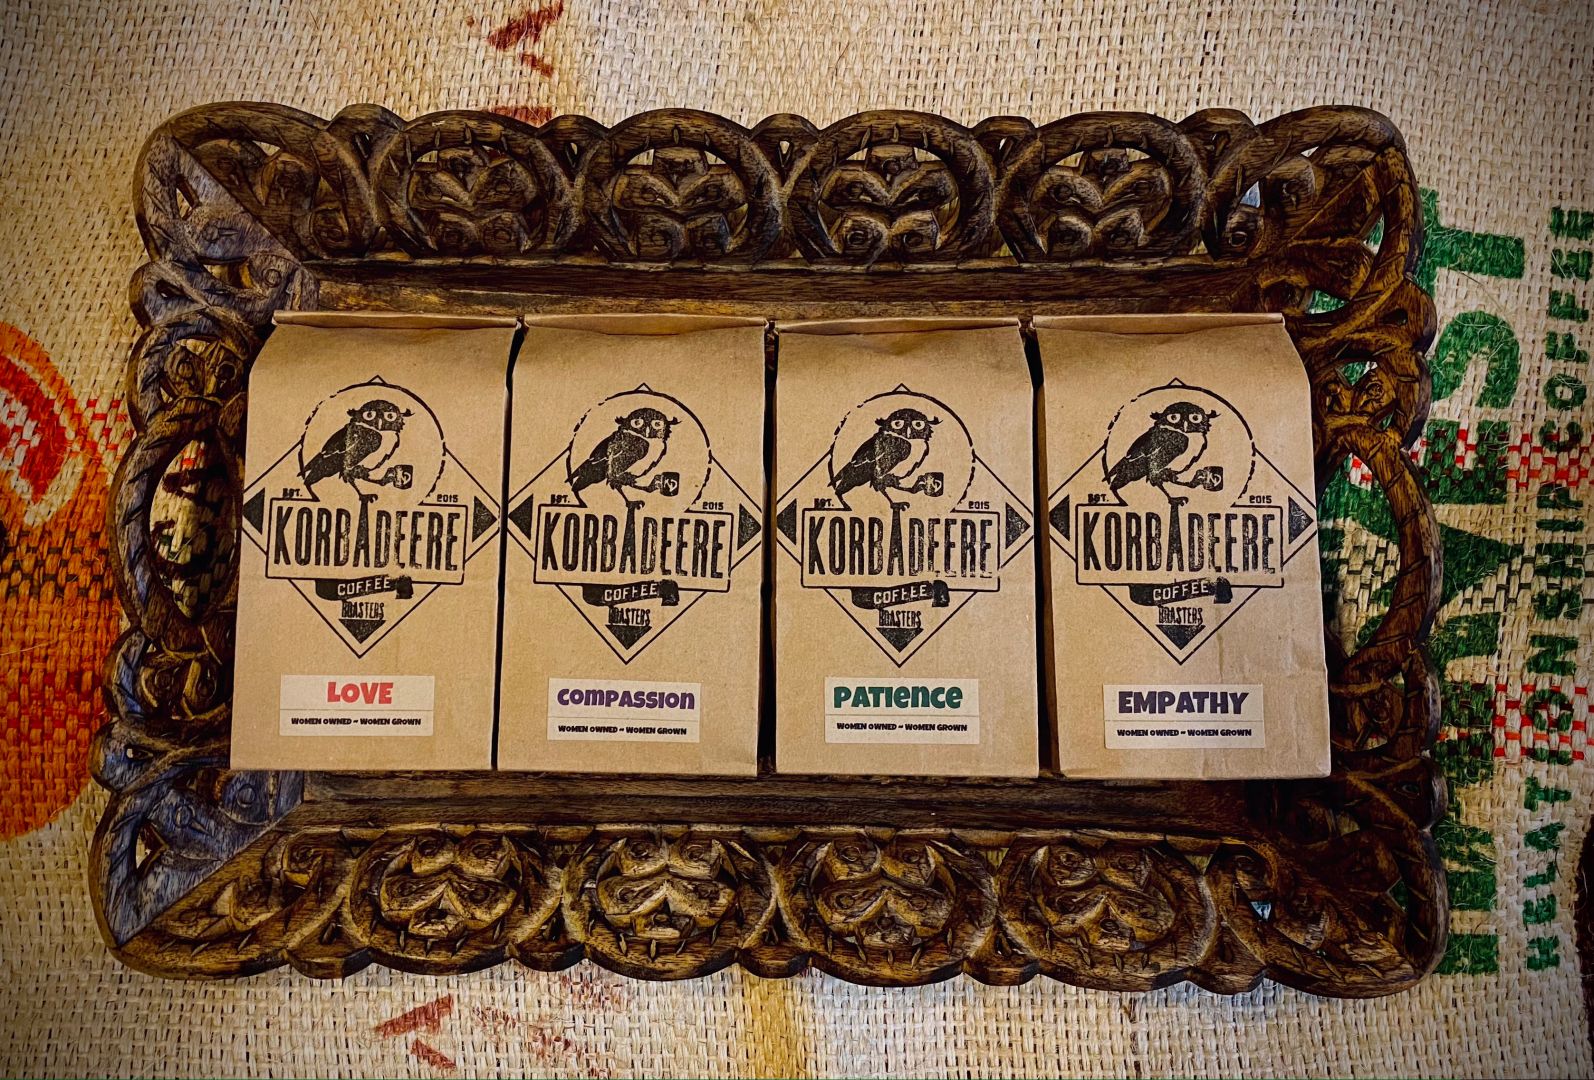 EST. 2015
KORBADEERE
COFFEE
ROASTERS
LOVE
WOMEN OWNED ~ WOMEN GROWN
EST. 2015
KORBADEERE
COFFEE
ROASTERS
COMPASSION
WOMEN OWNED ~ WOMEN GROWN
EST. 2015
KORBADEERE
COFFEE
ROASTERS
PATIENCE
WOMEN OWNED ~ WOMEN GROWN
EST. 2015
KORBADEERE
COFFEE
ROASTERS
EMPATHY
WOMEN OWNED ~ WOMEN GROWN
COFFEE